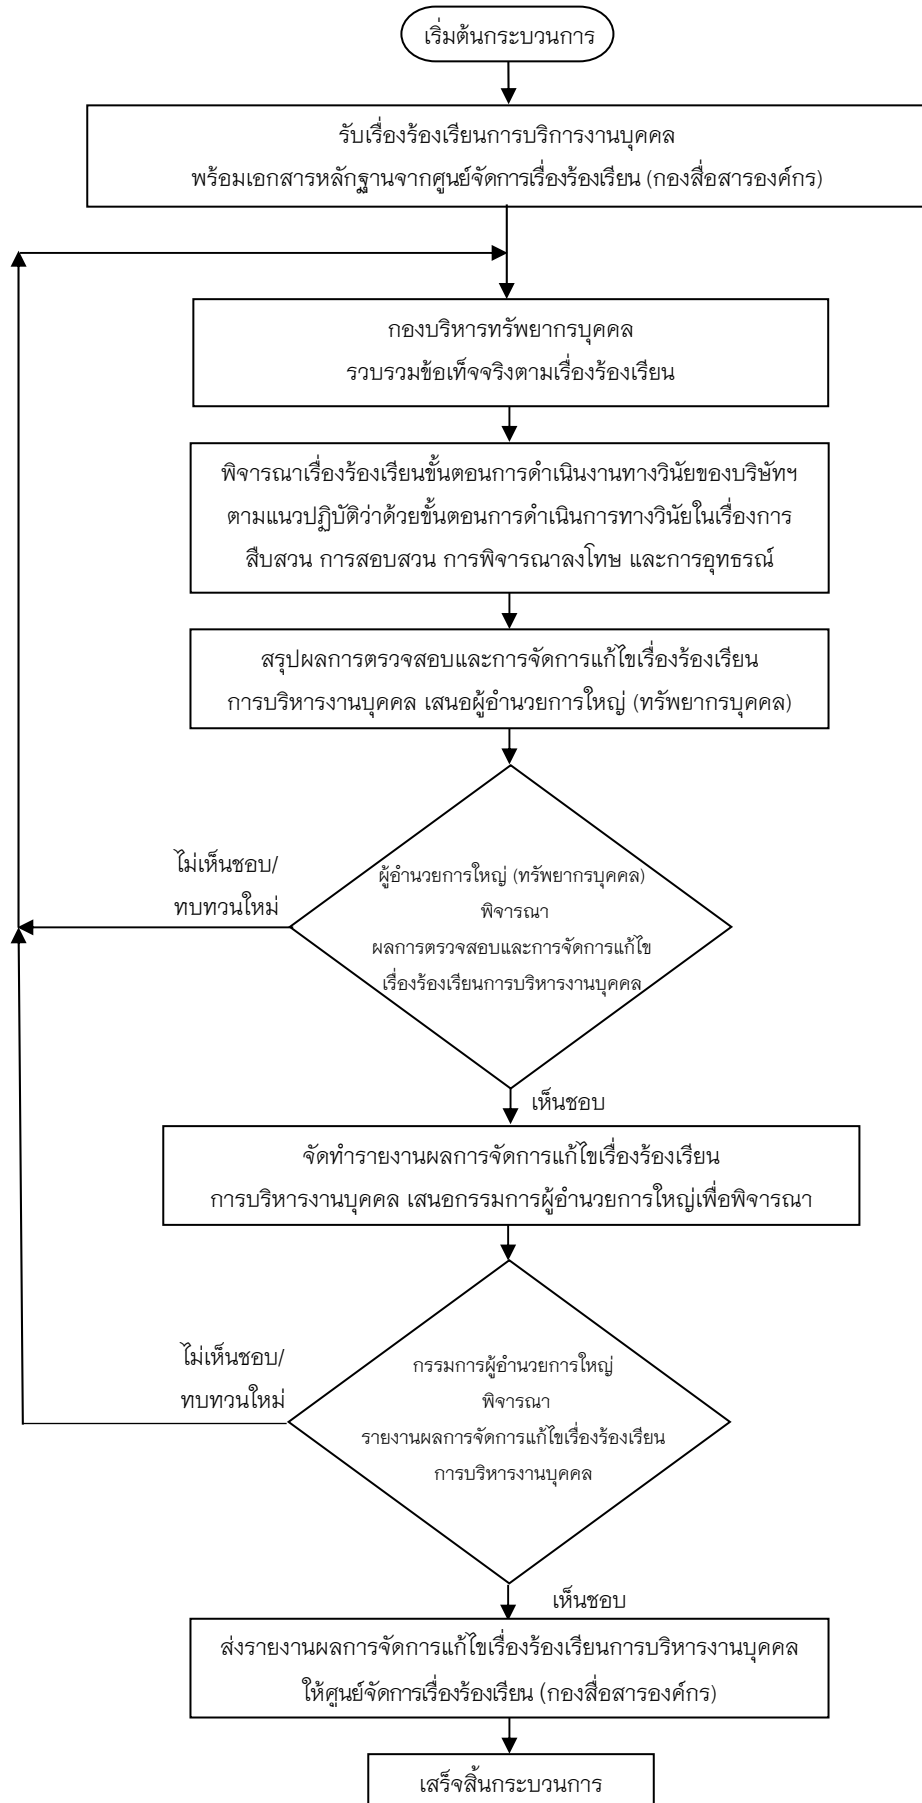 เริ่มต้นกระบวนการ
รับเรื่องร้องเรียนการบริการงานบุคคล
พร้อมเอกสารหลักฐานจากศูนย์จัดการเรื่องร้องเรียน (กองสื่อสารองค์กร)
กองบริหารทรัพยากรบุคคล
รวบรวมข้อเท็จจริงตามเรื่องร้องเรียน
พิจารณาเรื่องร้องเรียนขั้นตอนการดำเนินงานทางวินัยของบริษัทฯ
ตามแนวปฏิบัติว่าด้วยขั้นตอนการดำเนินการทางวินัยในเรื่องการ
สืบสวน การสอบสวน การพิจารณาลงโทษ และการอุทธรณ์
สรุปผลการตรวจสอบและการจัดการแก้ไขเรื่องร้องเรียน
การบริหารงานบุคคล เสนอผู้อำนวยการใหญ่ (ทรัพยากรบุคคล)
ไม่เห็นชอบ/
ทบทวนใหม่
ผู้อำนวยการใหญ่ (ทรัพยากรบุคคล)
พิจารณา
ผลการตรวจสอบและการจัดการแก้ไข
เรื่องร้องเรียนการบริหารงานบุคคล
เห็นชอบ
จัดทำรายงานผลการจัดการแก้ไขเรื่องร้องเรียน
การบริหารงานบุคคล เสนอกรรมการผู้อำนวยการใหญ่เพื่อพิจารณา
ไม่เห็นชอบ/
ทบทวนใหม่
กรรมการผู้อำนวยการใหญ่
พิจารณา
รายงานผลการจัดการแก้ไขเรื่องร้องเรียน
การบริหารงานบุคคล
เห็นชอบ
ส่งรายงานผลการจัดการแก้ไขเรื่องร้องเรียนการบริหารงานบุคคล
ให้ศูนย์จัดการเรื่องร้องเรียน (กองสื่อสารองค์กร)
เสร็จสิ้นกระบวนการ